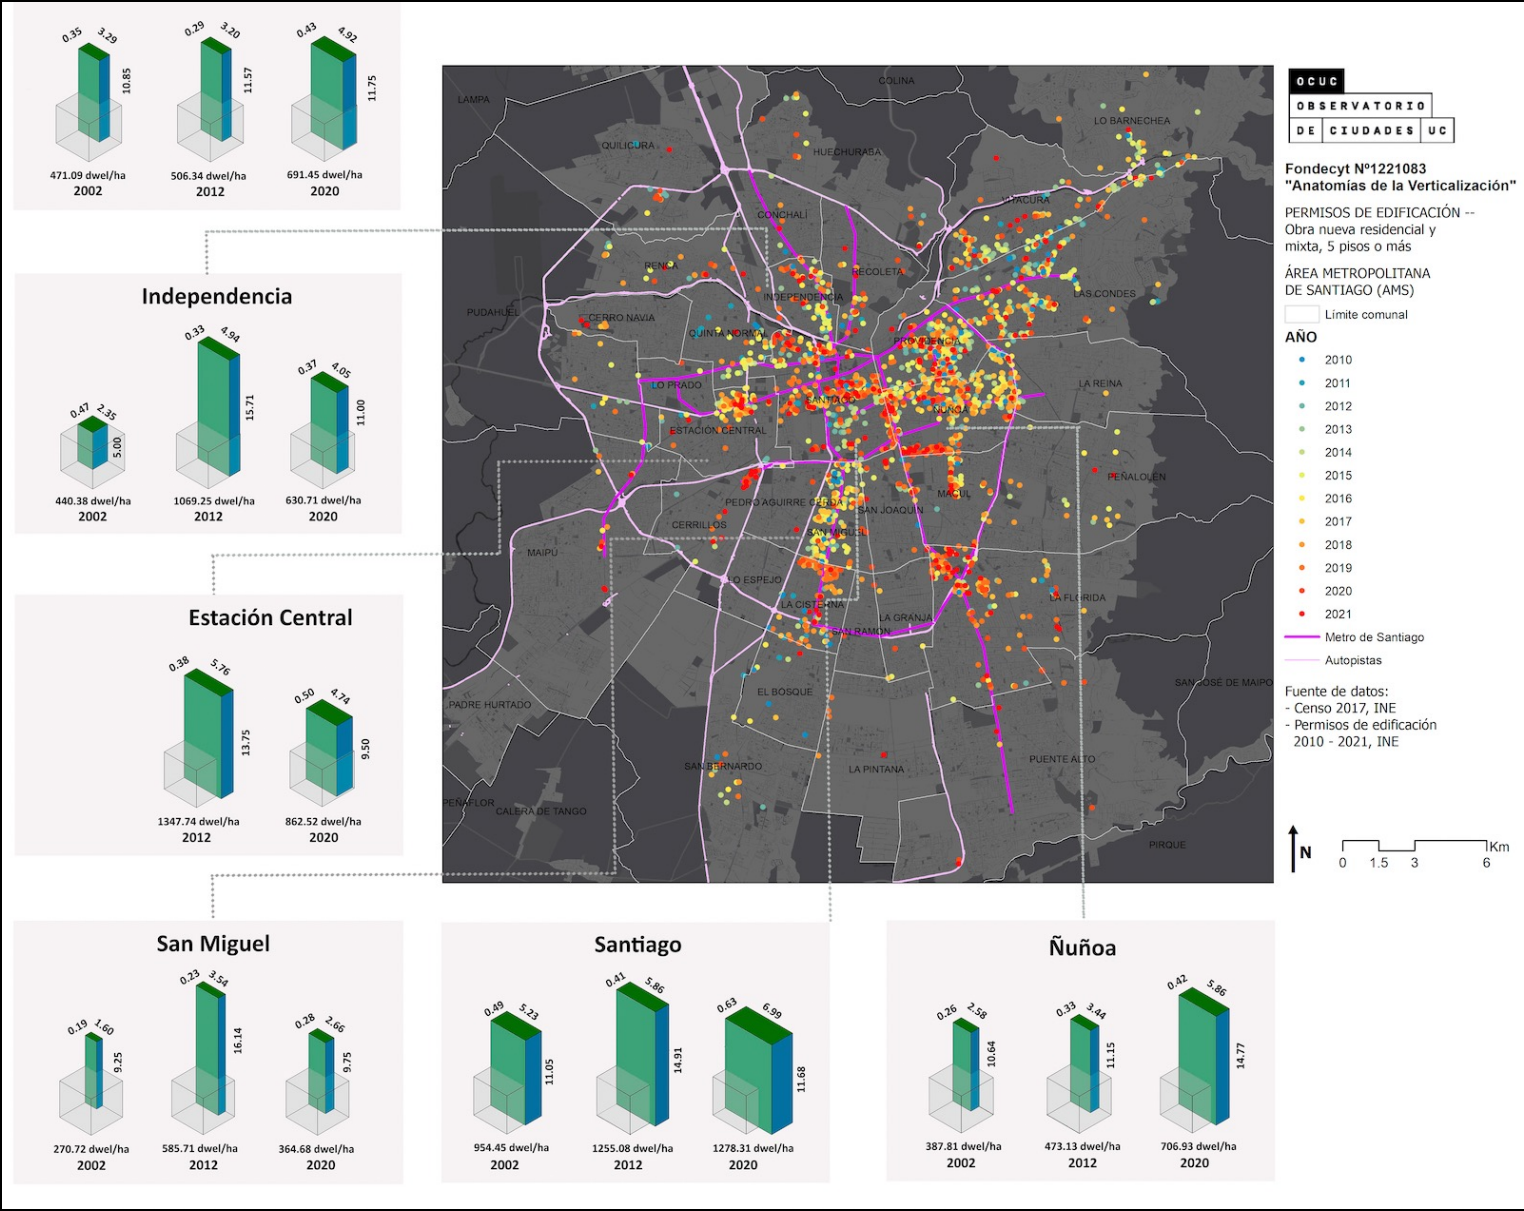 0.35 3.29
10.85
471.09 dwel/ha
2002
0.29 3.20
11.57
506.34 dwel/ha
2012
0.43 4.92
11.75
691.45 dwel/ha
2020
Independencia
0.47 2.35
5.00
440.38 dwel/ha
2002
0.33 4.94
15.71
1069.25 dwel/ha
2012
0.37 4.05
11.00
630.71 dwel/ha
2020
Estación Central
0.38 5.76
13.75
1347.74 dwel/ha
2012
0.50 4.74
9.50
862.52 dwel/ha
2020
San Miguel
0.19 1.60
9.25
270.72 dwel/ha
2002
0.23 3.54
16.14
585.71 dwel/ha
2012
0.28 2.66
9.75
364.68 dwel/ha
2020
Santiago
0.49 5.23
11.05
954.45 dwel/ha
2002
0.41 5.86
14.91
1255.08 dwel/ha
2012
0.63 6.99
11.68
1278.31 dwel/ha
2020
Ñuñoa
0.26 2.58
10.64
387.81 dwel/ha
2002
0.33 3.44
11.15
473.13 dwel/ha
2012
0.42 5.86
14.77
706.93 dwel/ha
2020
COLINA
LAMPA
LO BARNECHEA
QUILICURA
HUECHURABA
VITACURA
CONCHALÍ
RENCA
RECOLETA
LAS CONDES
INDEPENDENCIA
PUDAHUEL
CERRO NAVIA
QUINTA NORMAL
PROVIDENCIA
LO PRADO
LA REINA
SANTIAGO
ÑUÑOA
ESTACIÓN CENTRAL
PEÑALOLÉN
MACUL
PEDRO AGUIRRE CERDA
SAN JOAQUÍN
CERRILLOS
SAN MIGUEL
MAIPÚ
LO ESPEJO
LA FLORIDA
LA CISTERNA
LA GRANJA
SAN RAMÓN
SAN JOSÉ DE MAIPO
EL BOSQUE
PADRE HURTADO
PUENTE ALTO
SAN BERNARDO
LA PINTANA
PEÑAFLOR
CALERA DE TANGO
PIRQUE
OCUC
OBSERVATORIO
DE CIUDADES UC
Fondecyt Nº1221083
"Anatomías de la Verticalización"
PERMISOS DE EDIFICACIÓN --
Obra nueva residencial y
mixta, 5 pisos o más
ÁREA METROPOLITANA
DE SANTIAGO (AMS)
Límite comunal
AÑO
2010
2011
2012
2013
2014
2015
2016
2017
2018
2019
2020
2021
Metro de Santiago
Autopistas
Fuente de datos:
- Censo 2017, INE
- Permisos de edificación
2010 - 2021, INE
N
Km
0 1.5 3 6